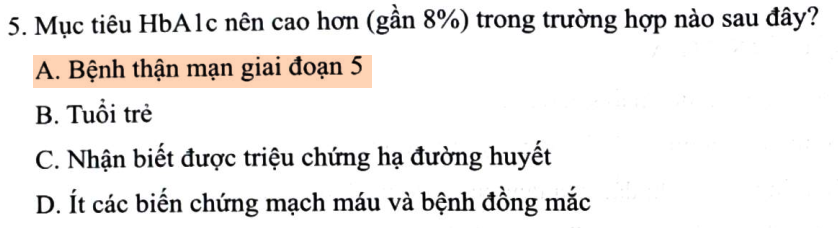 5. Mục tiêu HbA1c nên cao hơn (gần 8%) trong trường hợp nào sau đây?
A. Bệnh thận mạn giai đoạn 5
B. Tuổi trẻ
C. Nhận biết được triệu chứng hạ đường huyết
D. Ít các biến chứng mạch máu và bệnh đồng mắc